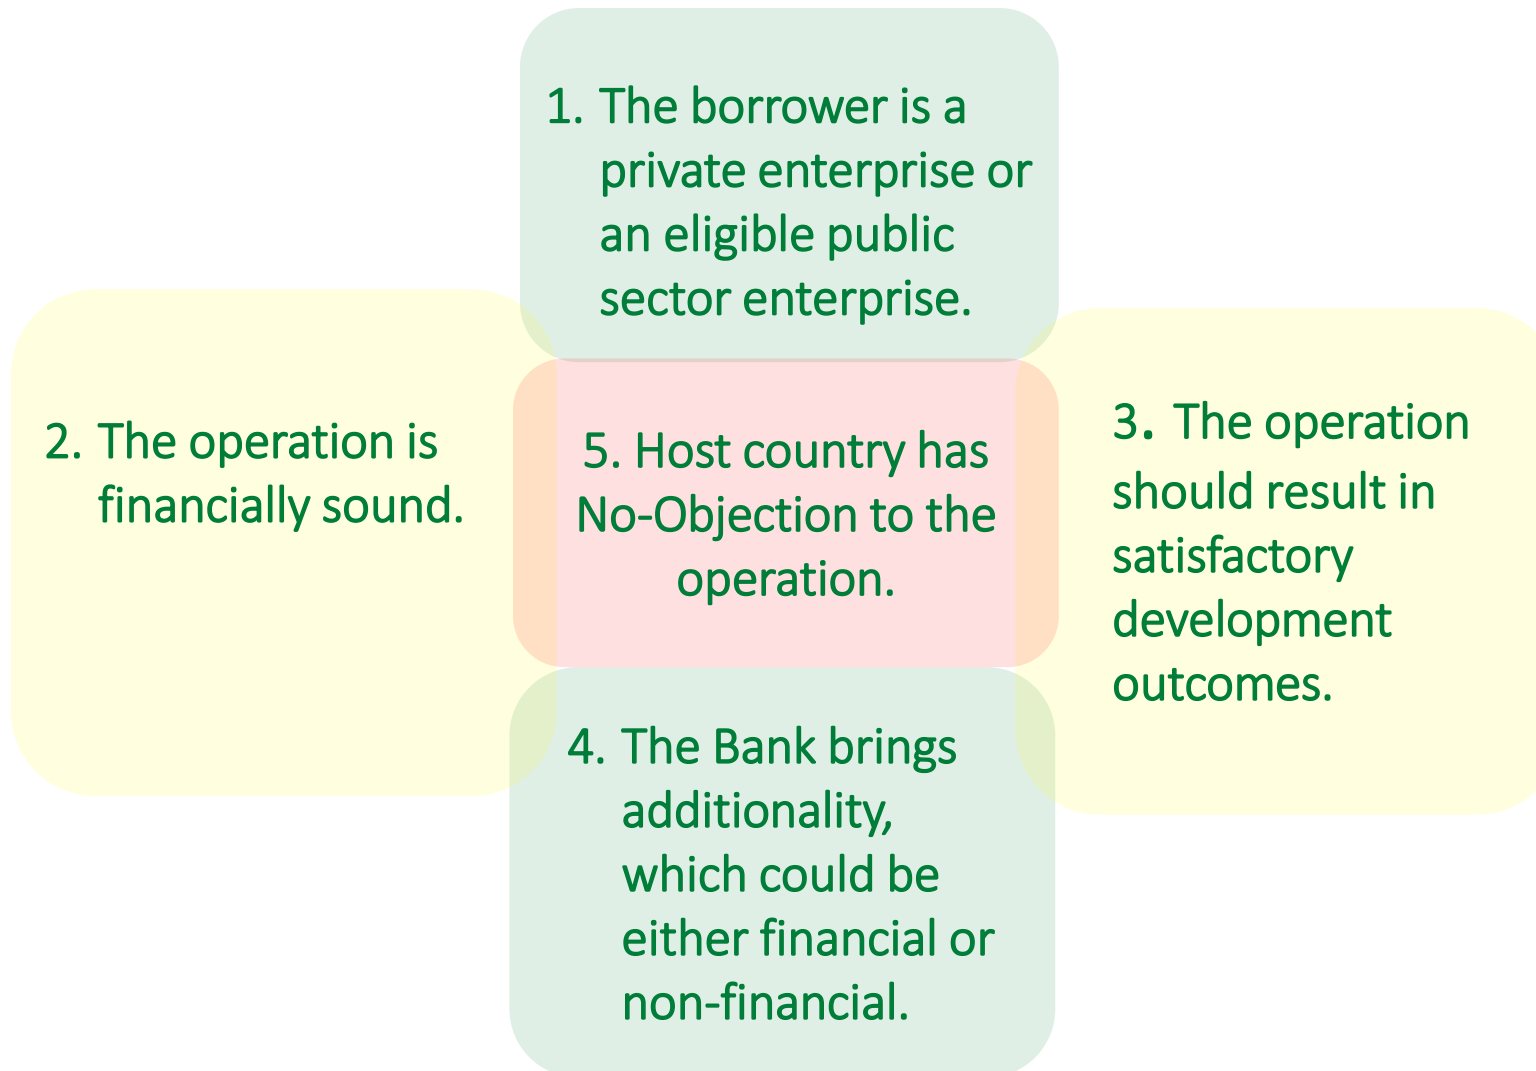 1. The borrower is a
private enterprise or
an eligible public
sector enterprise.
2. The operation is
financially sound.
3. The operation
should result in
satisfactory
development
outcomes.
4. The Bank brings
additionality,
which could be
either financial or
non-financial.
5. Host country has
No-Objection to the
operation.